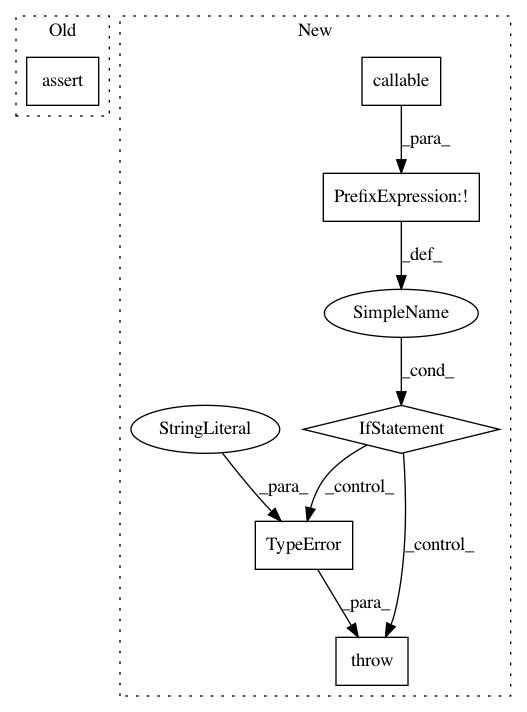 Old
New
assert
callable
_para_
PrefixExpression:!
_def_
SimpleName
_cond_
StringLiteral
IfStatement
_para_
_control_
_control_
TypeError
_para_
throw